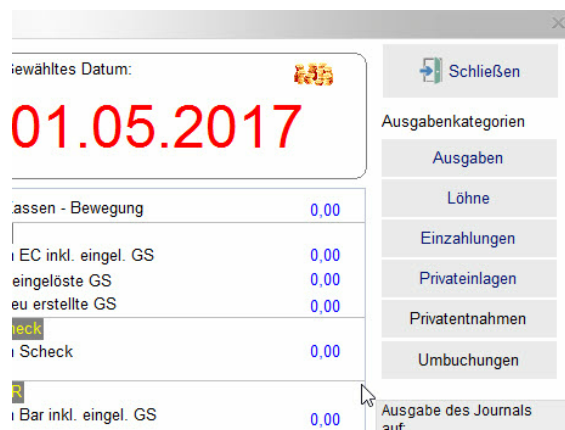 ewähltes Datum:
01.05.2017
assen - Bewegung 0,00
EC inkl. eingel. GS 0,00
eingelöste GS 0,00
eu erstellte GS 0,00
heck
Scheck 0,00
R
Bar inkl. eingel. GS 0,00
Schließen
Ausgabenkategorien
Ausgaben
Löhne
Einzahlungen
Privateinlagen
Privatentnahmen
Umbuchungen
Ausgabe des Journals
auf: